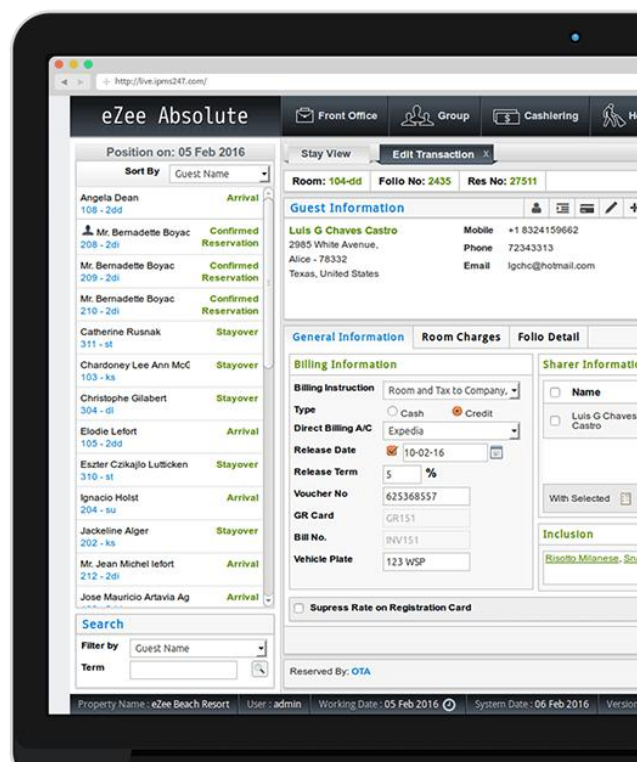 http://live.ipms247.com/
eZee Absolute
Front Office
Group
Cashiering
Position on: 05 Feb 2016
Sort By Guest Name
Angela Dean Arrival
108 - 2dd
Mr. Bernadette Boyac Confirmed
208 - 2di Reservation
Mr. Bernadette Boyac Confirmed
209 - 2di Reservation
Mr. Bernadette Boyac Confirmed
210 - 2di Reservation
Catherine Rusnak Stayover
311 - st
Chardoney Lee Ann McC Stayover
103 - ks
Christophe Gilabert Stayover
304 - dl
Elodie Lefort Arrival
105 - 2dd
Eszter Czikajlo Lutticken Stayover
310 - st
Ignacio Holst Arrival
204 - su
Jackeline Alger Stayover
202 - ks
Mr. Jean Michel lefort Arrival
212 - 2di
Jose Mauricio Artavia Ag Arrival
Search
Filter by Guest Name
Term
Stay View
Edit Transaction X
Room: 104-dd Folio No: 2435 Res No: 27511
Guest Information
Luis G Chaves Castro
2985 White Avenue,
Alice - 78332
Texas, United States
Mobile +1 8324159662
Phone 72343313
Email lgchc@hotmail.com
General Information
Room Charges
Folio Detail
Billing Information
Billing Instruction Room and Tax to Company,
Type Cash Credit
Direct Billing A/C Expedia
Release Date 10-02-16
Release Term 5 %
Voucher No 625368557
GR Card GR151
Bill No. INV151
Vehicle Plate 123 WSP
Sharer Informatio
Name
Luis G Chaves
Castro
With Selected
Inclusion
Risotto Milanese, Sna
Supress Rate on Registration Card
Reserved By: OTA
Property Name : eZee Beach Resort User : admin Working Date : 05 Feb 2016 System Date : 06 Feb 2016 Version